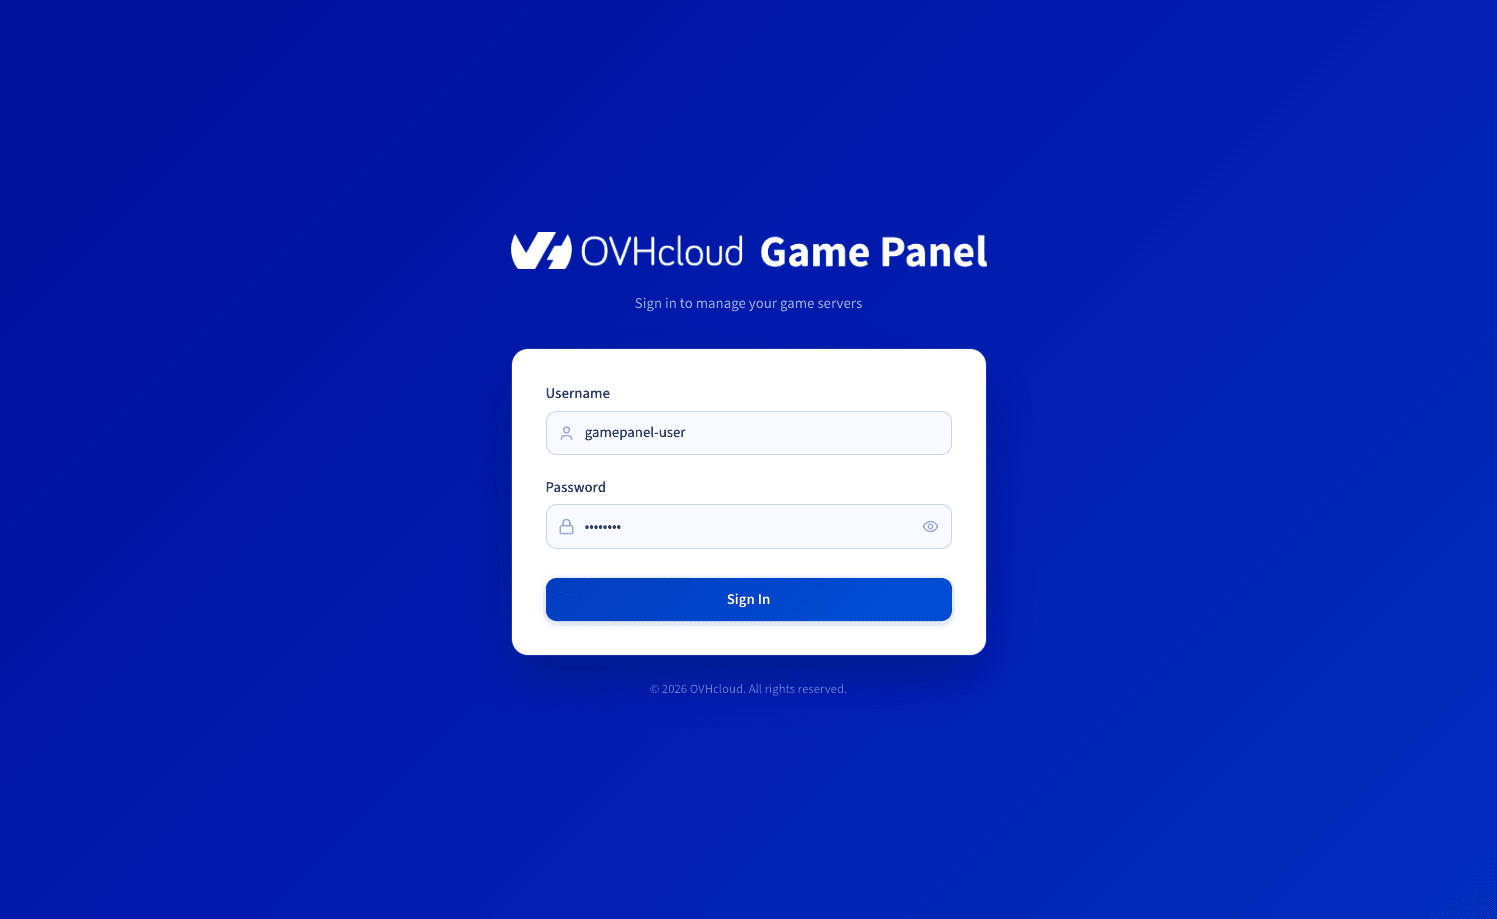 OVHcloud Game Panel
Sign in to manage your game servers
Username
gamepanel-user
Password
••••••••
Sign In
© 2026 OVHcloud. All rights reserved.